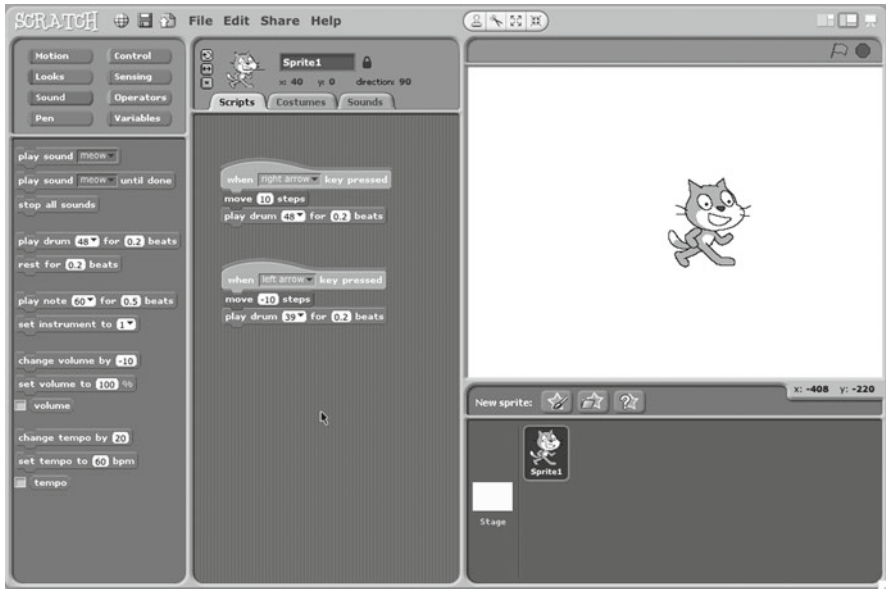 SCRATCH File Edit Share Help
Motion Control
Looks Sensing
Sound Operators
Pen Variables
play sound meow
play sound meow until done
stop all sounds
play drum 48 for 0.2 beats
rest for 0.2 beats
play note 60 for 0.5 beats
set instrument to 1
change volume by -10
set volume to 100 %
volume
change tempo by 20
set tempo to 60 bpm
tempo
Sprite1
x: 40 y: 0 direction: 90
Scripts Costumes Sounds
when right arrow key pressed
move 10 steps
play drum 48 for 0.2 beats
when left arrow key pressed
move -10 steps
play drum 39 for 0.2 beats
x: -408 y: -220
New sprite:
Sprite1
Stage